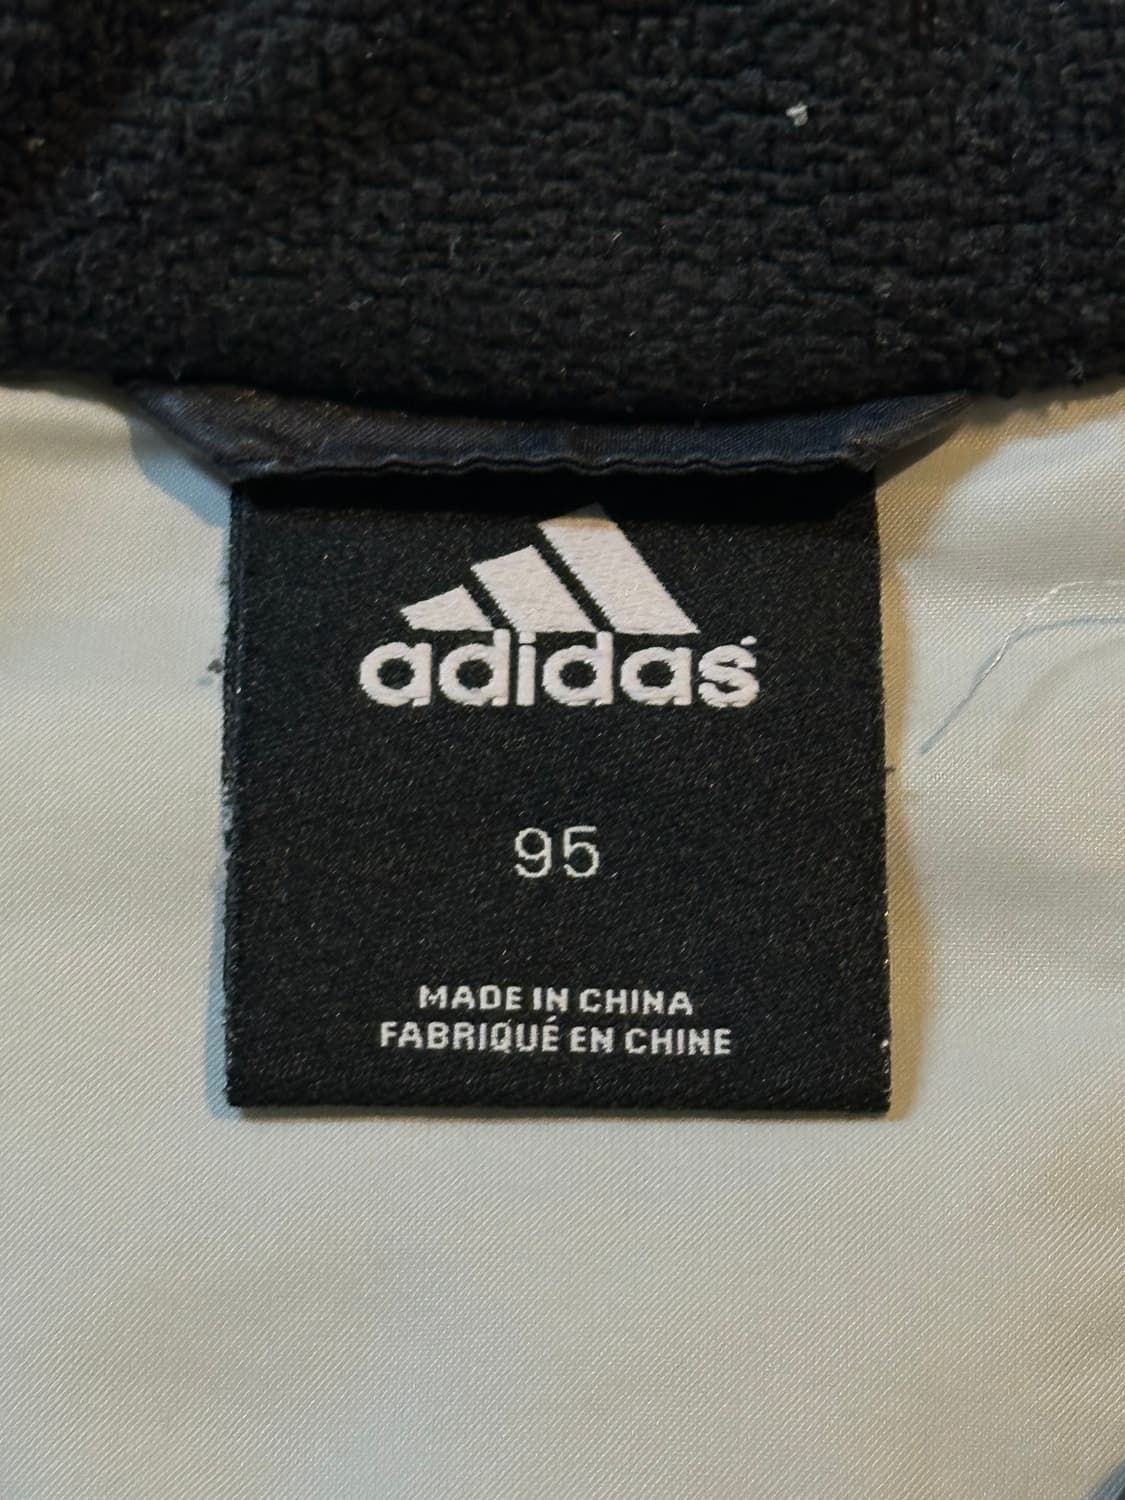 adidas
95
MADE IN CHINA
FABRIQUÉ EN CHINE